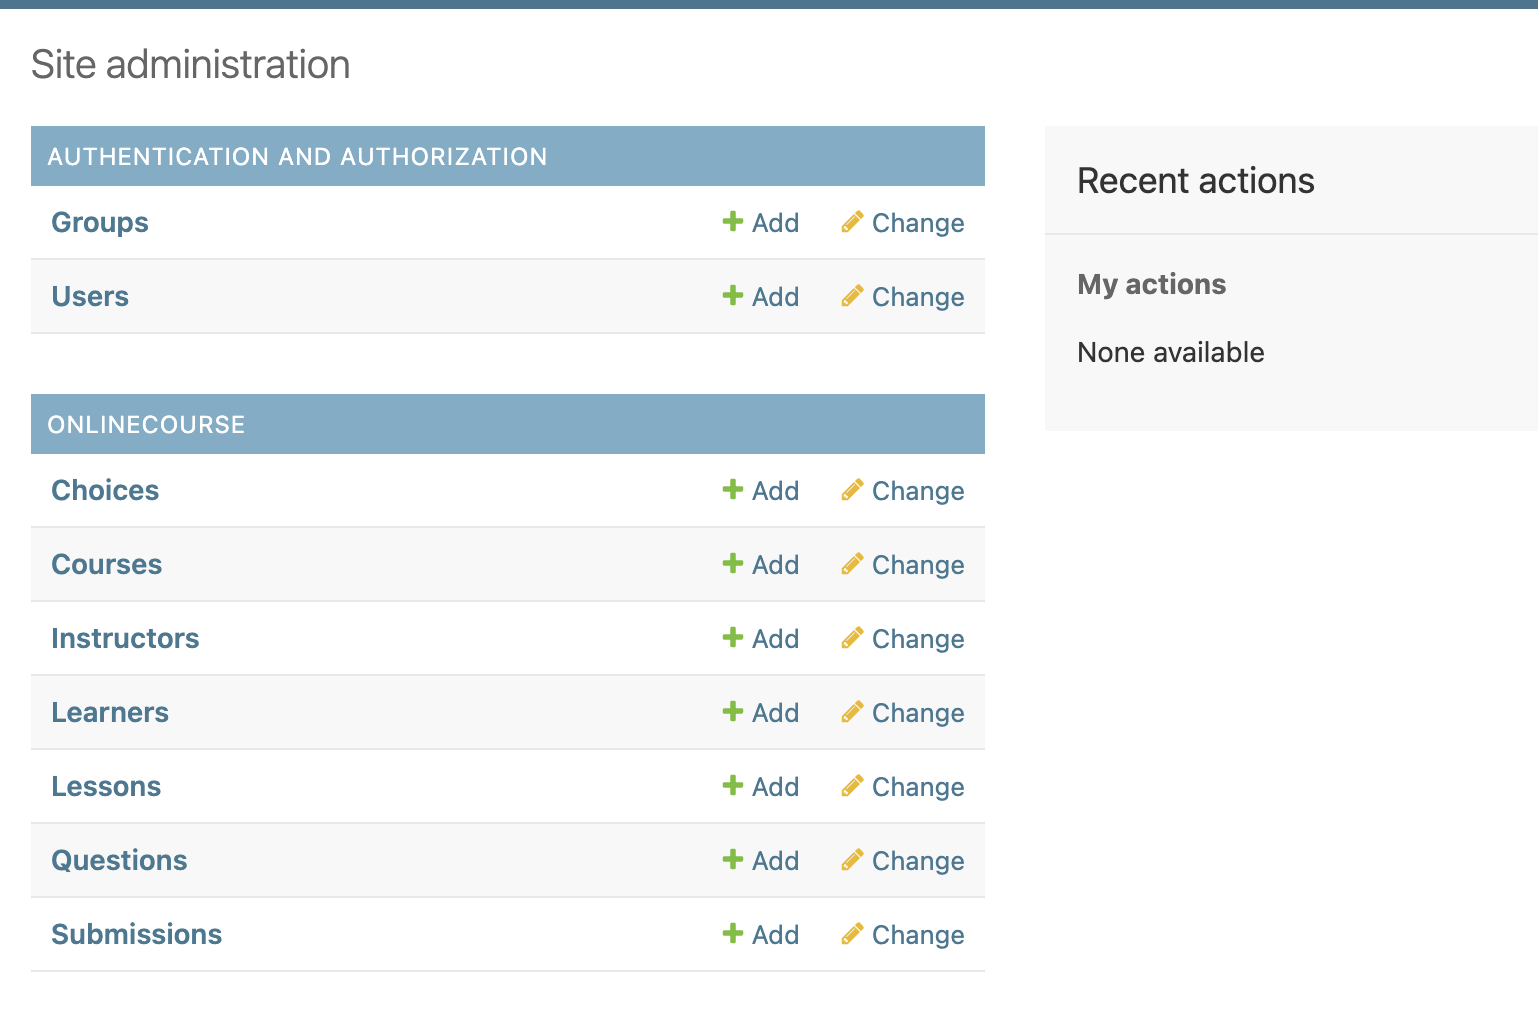 Site administration
AUTHENTICATION AND AUTHORIZATION
Groups Add Change
Users Add Change
ONLINECOURSE
Choices Add Change
Courses Add Change
Instructors Add Change
Learners Add Change
Lessons Add Change
Questions Add Change
Submissions Add Change
Recent actions
My actions
None available